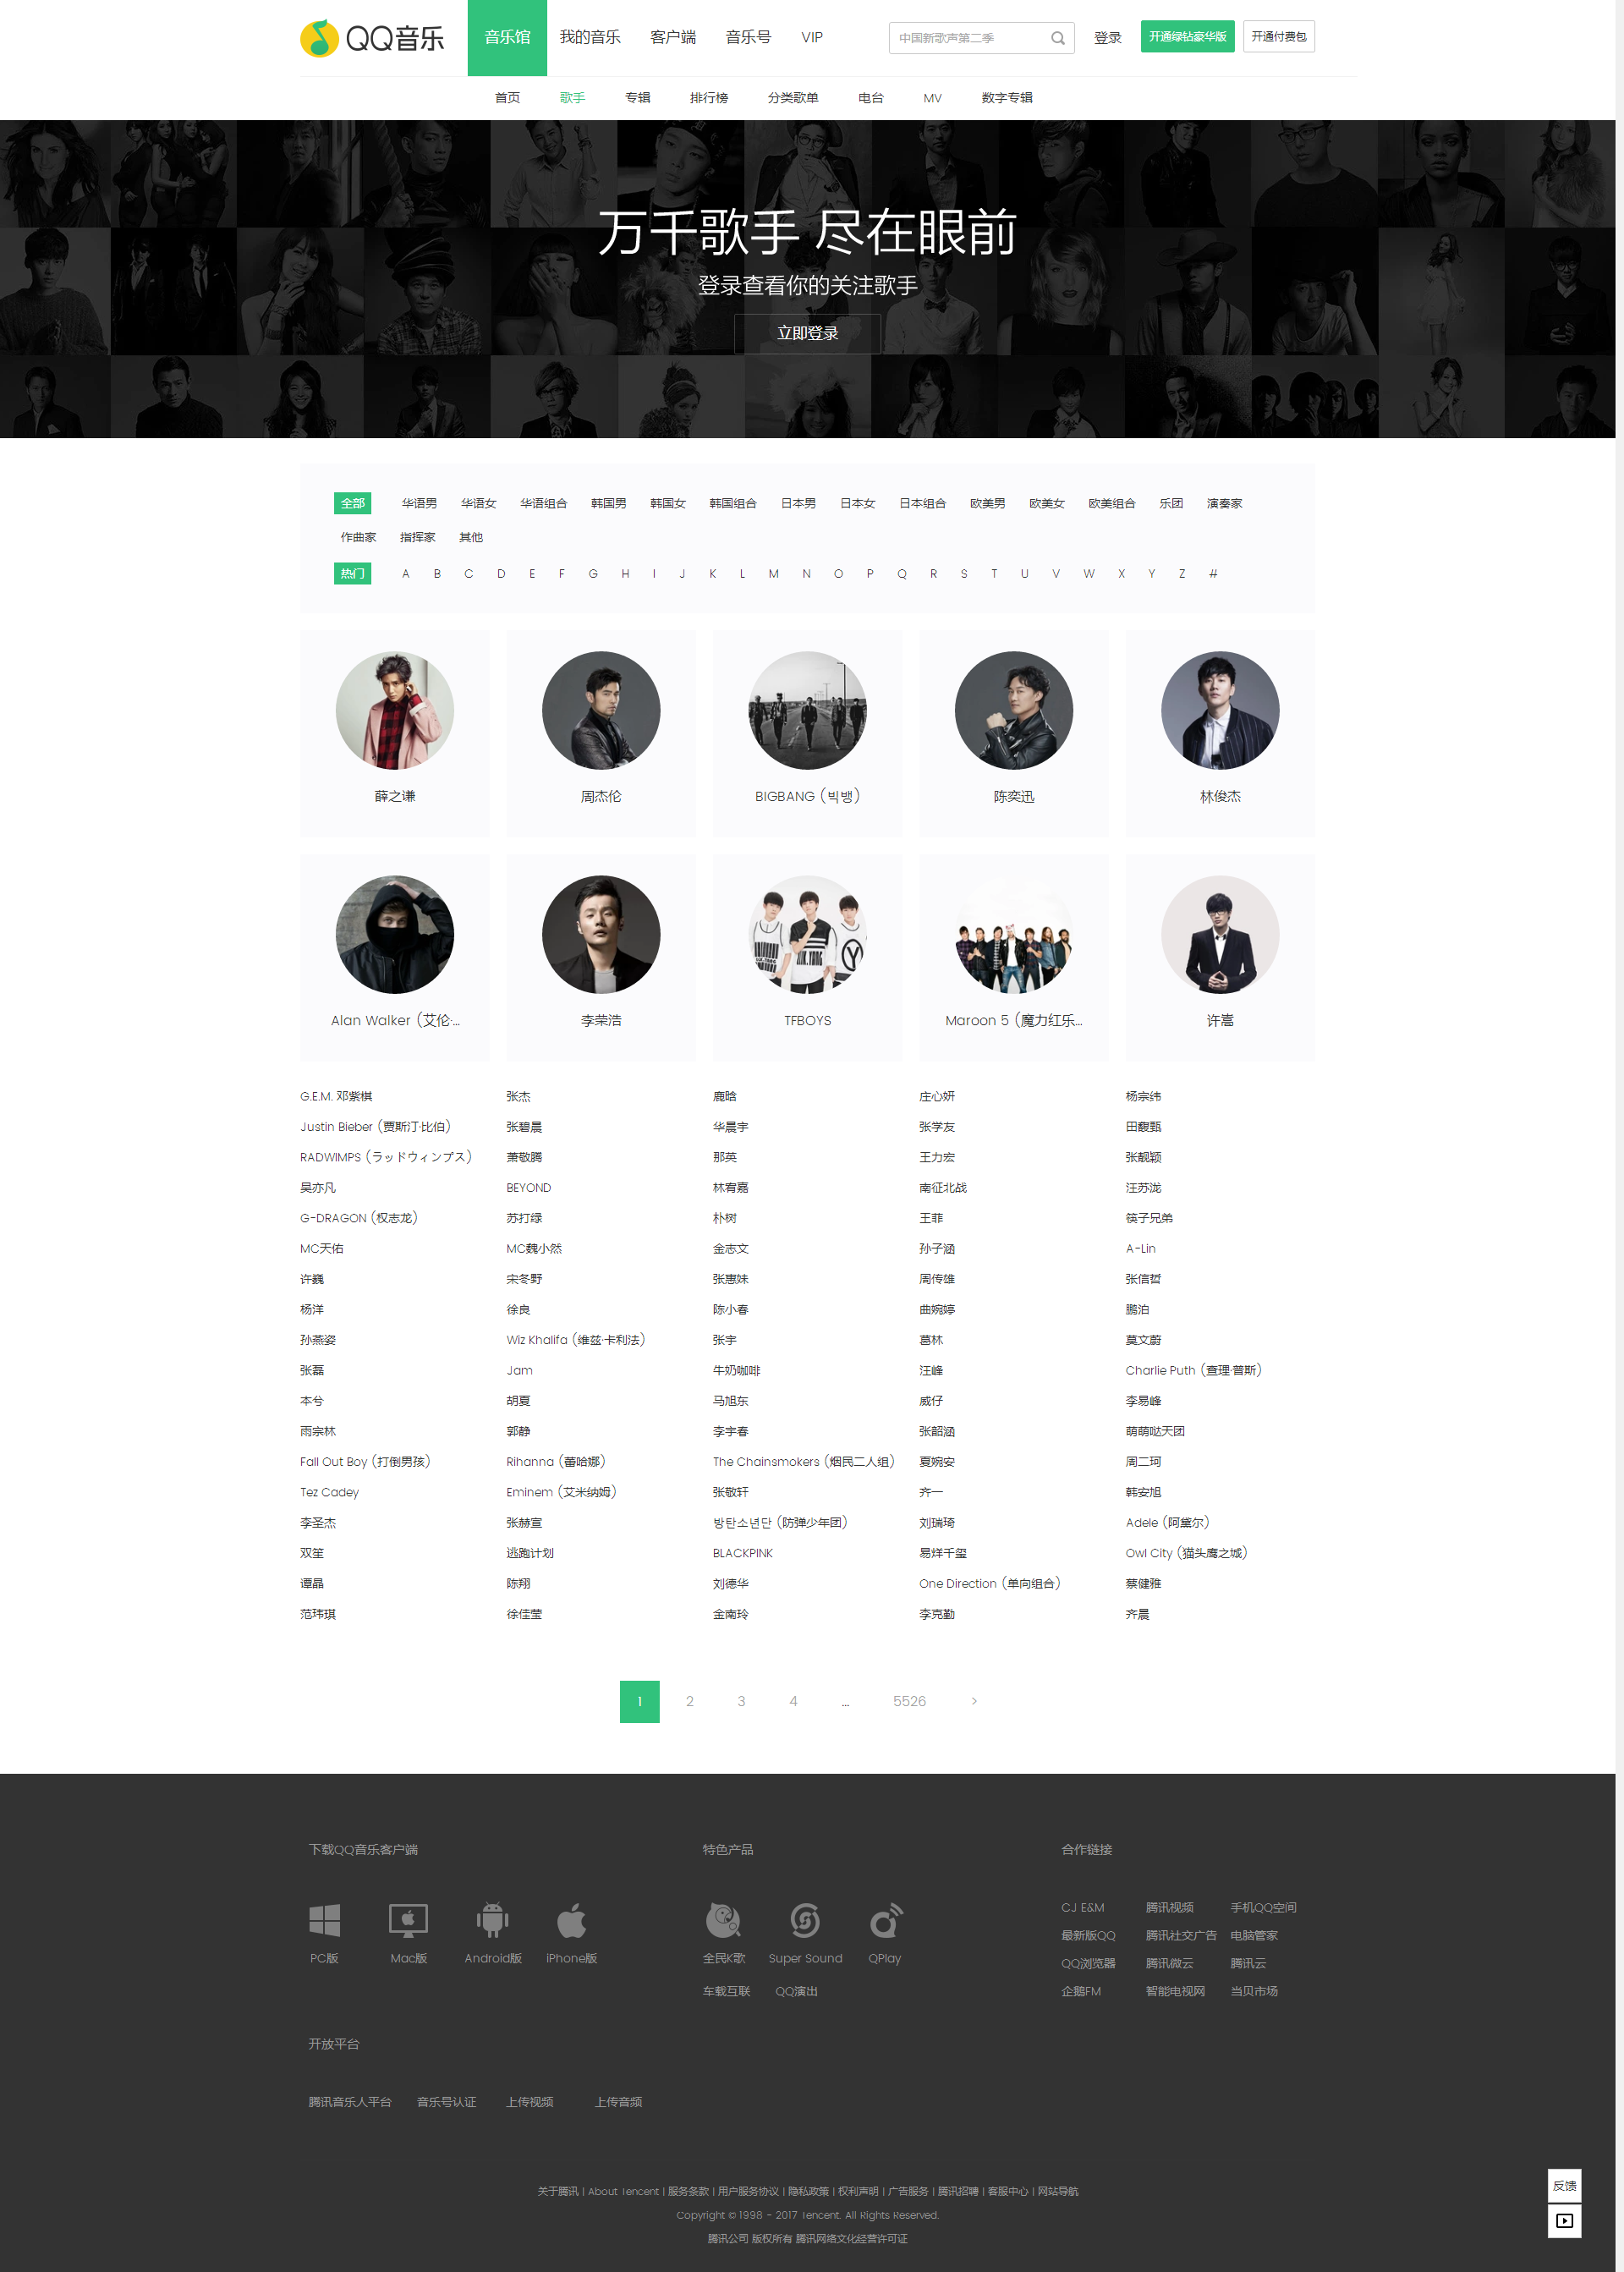 QQ音乐 音乐馆 我的音乐 客户端 音乐号 VIP 中国新歌声第二季 登录 开通绿钻豪华版 开通付费包
首页 歌手 专辑 排行榜 分类歌单 电台 MV 数字专辑
万千歌手 尽在眼前
登录查看你的关注歌手
立即登录
全部 华语男 华语女 华语组合 韩国男 韩国女 韩国组合 日本男 日本女 日本组合 欧美男 欧美女 欧美组合 乐团 演奏家
作曲家 指挥家 其他
热门 A B C D E F G H I J K L M N O P Q R S T U V W X Y Z #
薛之谦 周杰伦 BIGBANG (빅뱅) 陈奕迅 林俊杰
Alan Walker (艾伦·... 李荣浩 TFBOYS Maroon 5 (魔力红乐... 许嵩
G.E.M. 邓紫棋 张杰 鹿晗 庄心妍 杨宗纬
Justin Bieber (贾斯汀·比伯) 张碧晨 华晨宇 张学友 田馥甄
RADWIMPS (ラッドウィンプス) 萧敬腾 那英 王力宏 张靓颖
吴亦凡 BEYOND 林宥嘉 南征北战 汪苏泷
G-DRAGON (权志龙) 苏打绿 朴树 王菲 筷子兄弟
MC天佑 MC魏小然 金志文 孙子涵 A-Lin
许巍 宋冬野 张惠妹 周传雄 张信哲
杨洋 徐良 陈小春 曲婉婷 鹏泊
孙燕姿 Wiz Khalifa (维兹·卡利法) 张宇 葛林 莫文蔚
张磊 Jam 牛奶咖啡 汪峰 Charlie Puth (查理·普斯)
本兮 胡夏 马旭东 威仔 李易峰
雨宗林 郭静 李宇春 张韶涵 萌萌哒天团
Fall Out Boy (打倒男孩) Rihanna (蕾哈娜) The Chainsmokers (烟民二人组) 夏婉安 周二珂
Tez Cadey Eminem (艾米纳姆) 张敬轩 齐一 韩安旭
李圣杰 张赫宣 방탄소년단 (防弹少年团) 刘瑞琦 Adele (阿黛尔)
双笙 逃跑计划 BLACKPINK 易烊千玺 Owl City (猫头鹰之城)
谭晶 陈翔 刘德华 One Direction (单向组合) 蔡健雅
范玮琪 徐佳莹 金南玲 李克勤 齐晨
1 2 3 4 ... 5526 >
下载QQ音乐客户端 特色产品 合作链接
CJ E&M 腾讯视频 手机QQ空间
最新版QQ 腾讯社交广告 电脑管家
PC版 Mac版 Android版 iPhone版 全民K歌 Super Sound QPlay QQ浏览器 腾讯微云 腾讯云
车载互联 QQ演出 企鹅FM 智能电视网 当贝市场
开放平台
腾讯音乐人平台 音乐号认证 上传视频 上传音频
反馈
关于腾讯 | About Tencent | 服务条款 | 用户服务协议 | 隐私政策 | 权利声明 | 广告服务 | 腾讯招聘 | 客服中心 | 网站导航
Copyright © 1998 - 2017 Tencent. All Rights Reserved.
腾讯公司 版权所有 腾讯网络文化经营许可证